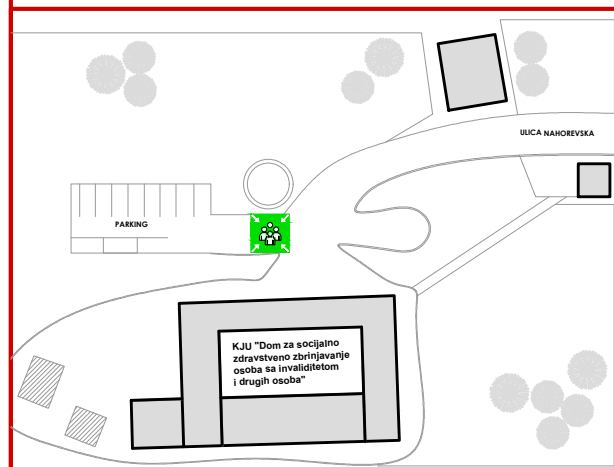 ULICA NAHOREVSKA
PARKING
KJU "Dom za socijalno
zdravstveno zbrinjavanje
osoba sa invaliditetom
i drugih osoba"